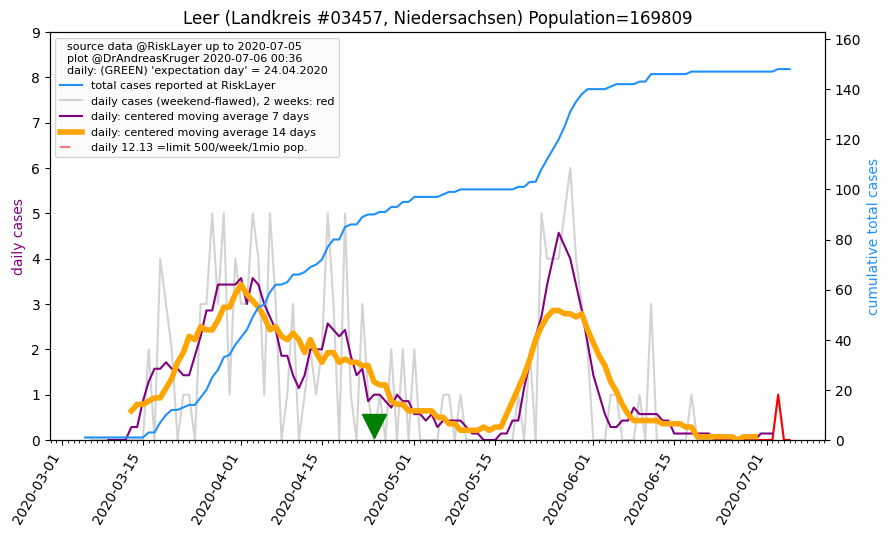 Leer (Landkreis #03457, Niedersachsen) Population=169809
source data @RiskLayer up to 2020-07-05
plot @DrAndreasKruger 2020-07-06 00:36
daily: (GREEN) 'expectation day' = 24.04.2020
total cases reported at RiskLayer
daily cases (weekend-flawed), 2 weeks: red
daily: centered moving average 7 days
daily: centered moving average 14 days
daily 12.13 =limit 500/week/1mio pop.
daily cases
9
8
7
6
5
4
3
2
1
0
160
140
120
100
80
60
40
20
0
cumulative total cases
2020-03-01
2020-03-15
2020-04-01
2020-04-15
2020-05-01
2020-05-15
2020-06-01
2020-06-15
2020-07-01